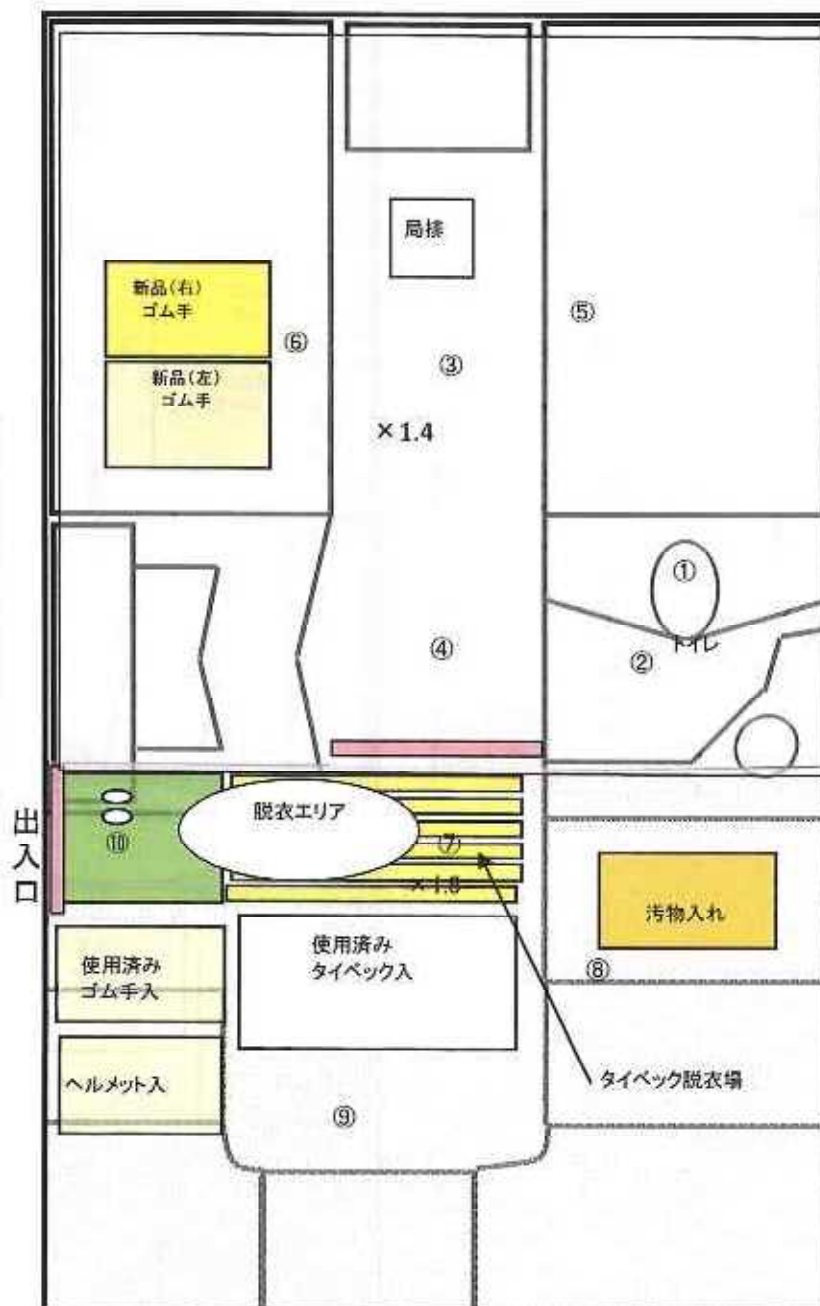 局排
新品(右)
ゴム手
⑥
⑤
③
新品(左)
ゴム手
×1.4
①
④
②
トイレ
出入口
脱衣エリア
⑩
⑦
×1.8
汚物入れ
使用済み
タイベック入
使用済み
ゴム手入
⑧
ヘルメット入
タイベック脱衣場
⑨